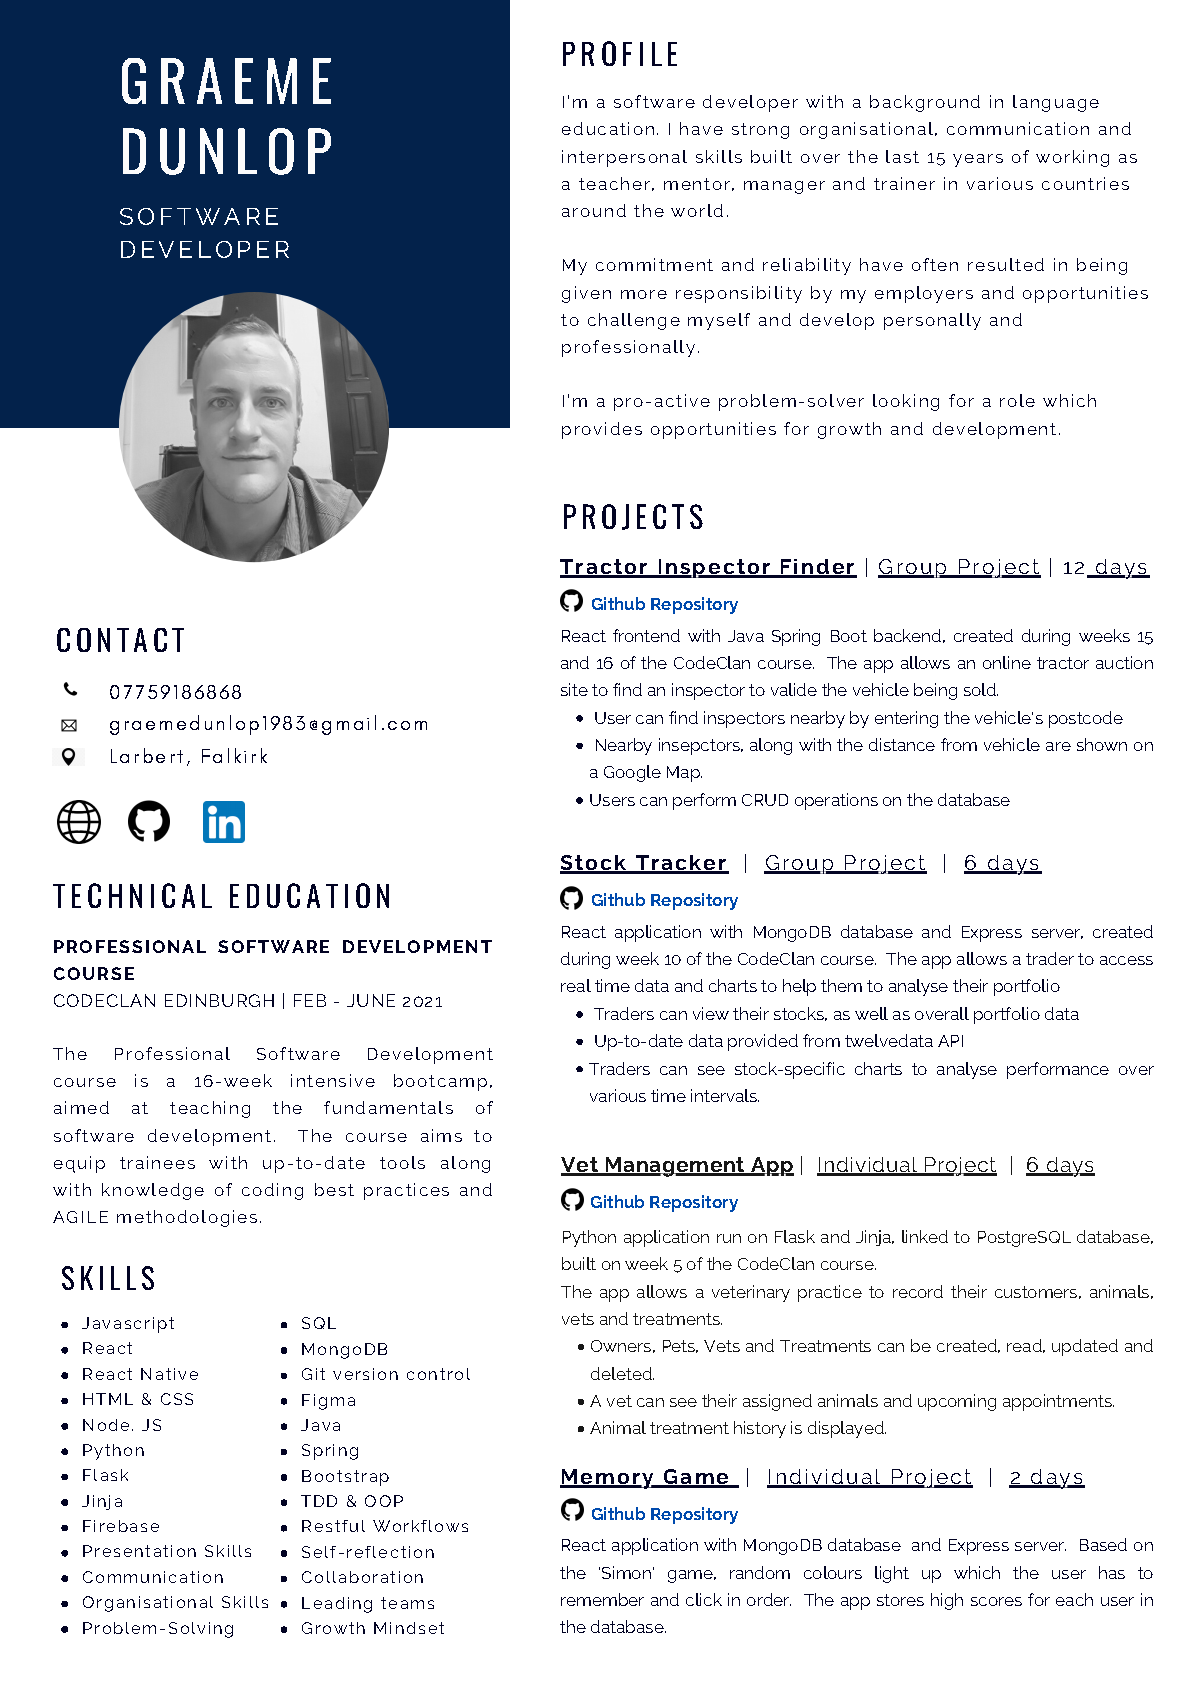 GRAEME
DUNLOP
SOFTWARE
DEVELOPER
CONTACT
07759186868
graemedunlop1983@gmail.com
Larbert, Falkirk
in
TECHNICAL EDUCATION
PROFESSIONAL SOFTWARE DEVELOPMENT
COURSE
CODECLAN EDINBURGH | FEB - JUNE 2021
The Professional Software Development
course is a 16-week intensive bootcamp,
aimed at teaching the fundamentals of
software development. The course aims to
equip trainees with up-to-date tools along
with knowledge of coding best practices and
AGILE methodologies.
SKILLS
• Javascript
• React
• React Native
• HTML & CSS
• Node. JS
• Python
• Flask
• Jinja
• Firebase
• Presentation Skills
• Communication
• Organisational Skills
• Problem-Solving
• SQL
• MongoDB
• Git version control
• Figma
• Java
• Spring
• Bootstrap
• TDD & OOP
• Restful Workflows
• Self-reflection
• Collaboration
• Leading teams
• Growth Mindset
PROFILE
I'm a software developer with a background in language
education. I have strong organisational, communication and
interpersonal skills built over the last 15 years of working as
a teacher, mentor, manager and trainer in various countries
around the world.
My commitment and reliability have often resulted in being
given more responsibility by my employers and opportunities
to challenge myself and develop personally and
professionally.
I'm a pro-active problem-solver looking for a role which
provides opportunities for growth and development.
PROJECTS
Tractor Inspector Finder | Group Project | 12 days
Github Repository
React frontend with Java Spring Boot backend, created during weeks 15
and 16 of the CodeClan course. The app allows an online tractor auction
site to find an inspector to valide the vehicle being sold.
• User can find inspectors nearby by entering the vehicle's postcode
• Nearby insepctors, along with the distance from vehicle are shown on
a Google Map.
• Users can perform CRUD operations on the database
Stock Tracker | Group Project | 6 days
Github Repository
React application with MongoDB database and Express server, created
during week 10 of the CodeClan course. The app allows a trader to access
real time data and charts to help them to analyse their portfolio
• Traders can view their stocks, as well as overall portfolio data
• Up-to-date data provided from twelvedata API
• Traders can see stock-specific charts to analyse performance over
various time intervals.
Vet Management App | Individual Project | 6 days
Github Repository
Python application run on Flask and Jinja, linked to PostgreSQL database,
built on week 5 of the CodeClan course.
The app allows a veterinary practice to record their customers, animals,
vets and treatments.
• Owners, Pets, Vets and Treatments can be created, read, updated and
deleted.
• A vet can see their assigned animals and upcoming appointments.
• Animal treatment history is displayed.
Memory Game | Individual Project | 2 days
Github Repository
React application with MongoDB database and Express server. Based on
the 'Simon' game, random colours light up which the user has to
remember and click in order. The app stores high scores for each user in
the database.